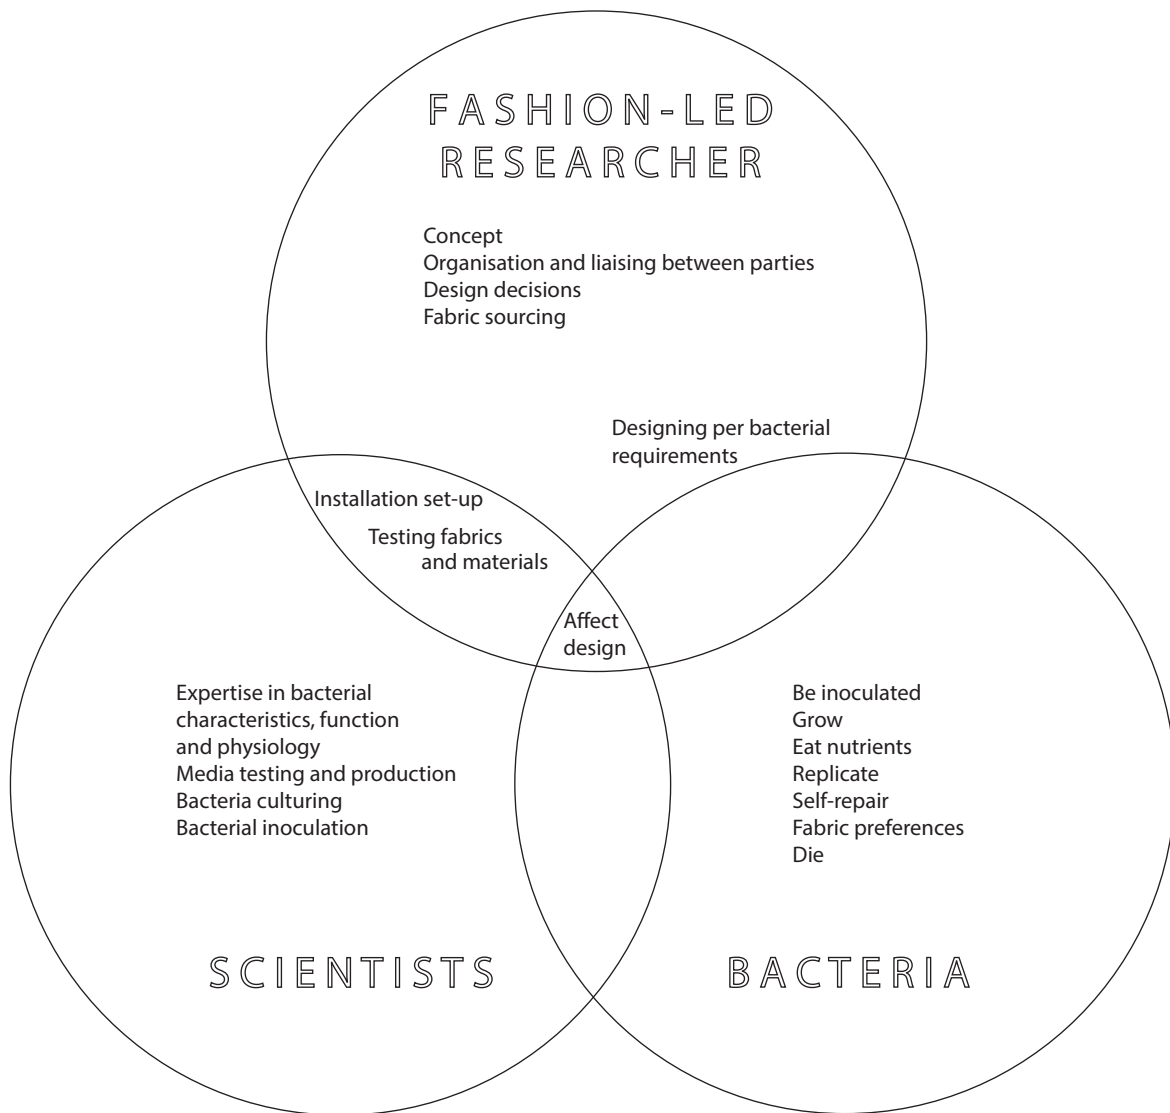 FASHION-LED
RESEARCHER
Concept
Organisation and liaising between parties
Design decisions
Fabric sourcing
Designing per bacterial
requirements
Installation set-up
Testing fabrics
and materials
Affect
design
Expertise in bacterial
characteristics, function
and physiology
Media testing and production
Bacteria culturing
Bacterial inoculation
Be inoculated
Grow
Eat nutrients
Replicate
Self-repair
Fabric preferences
Die
SCIENTISTS
BACTERIA